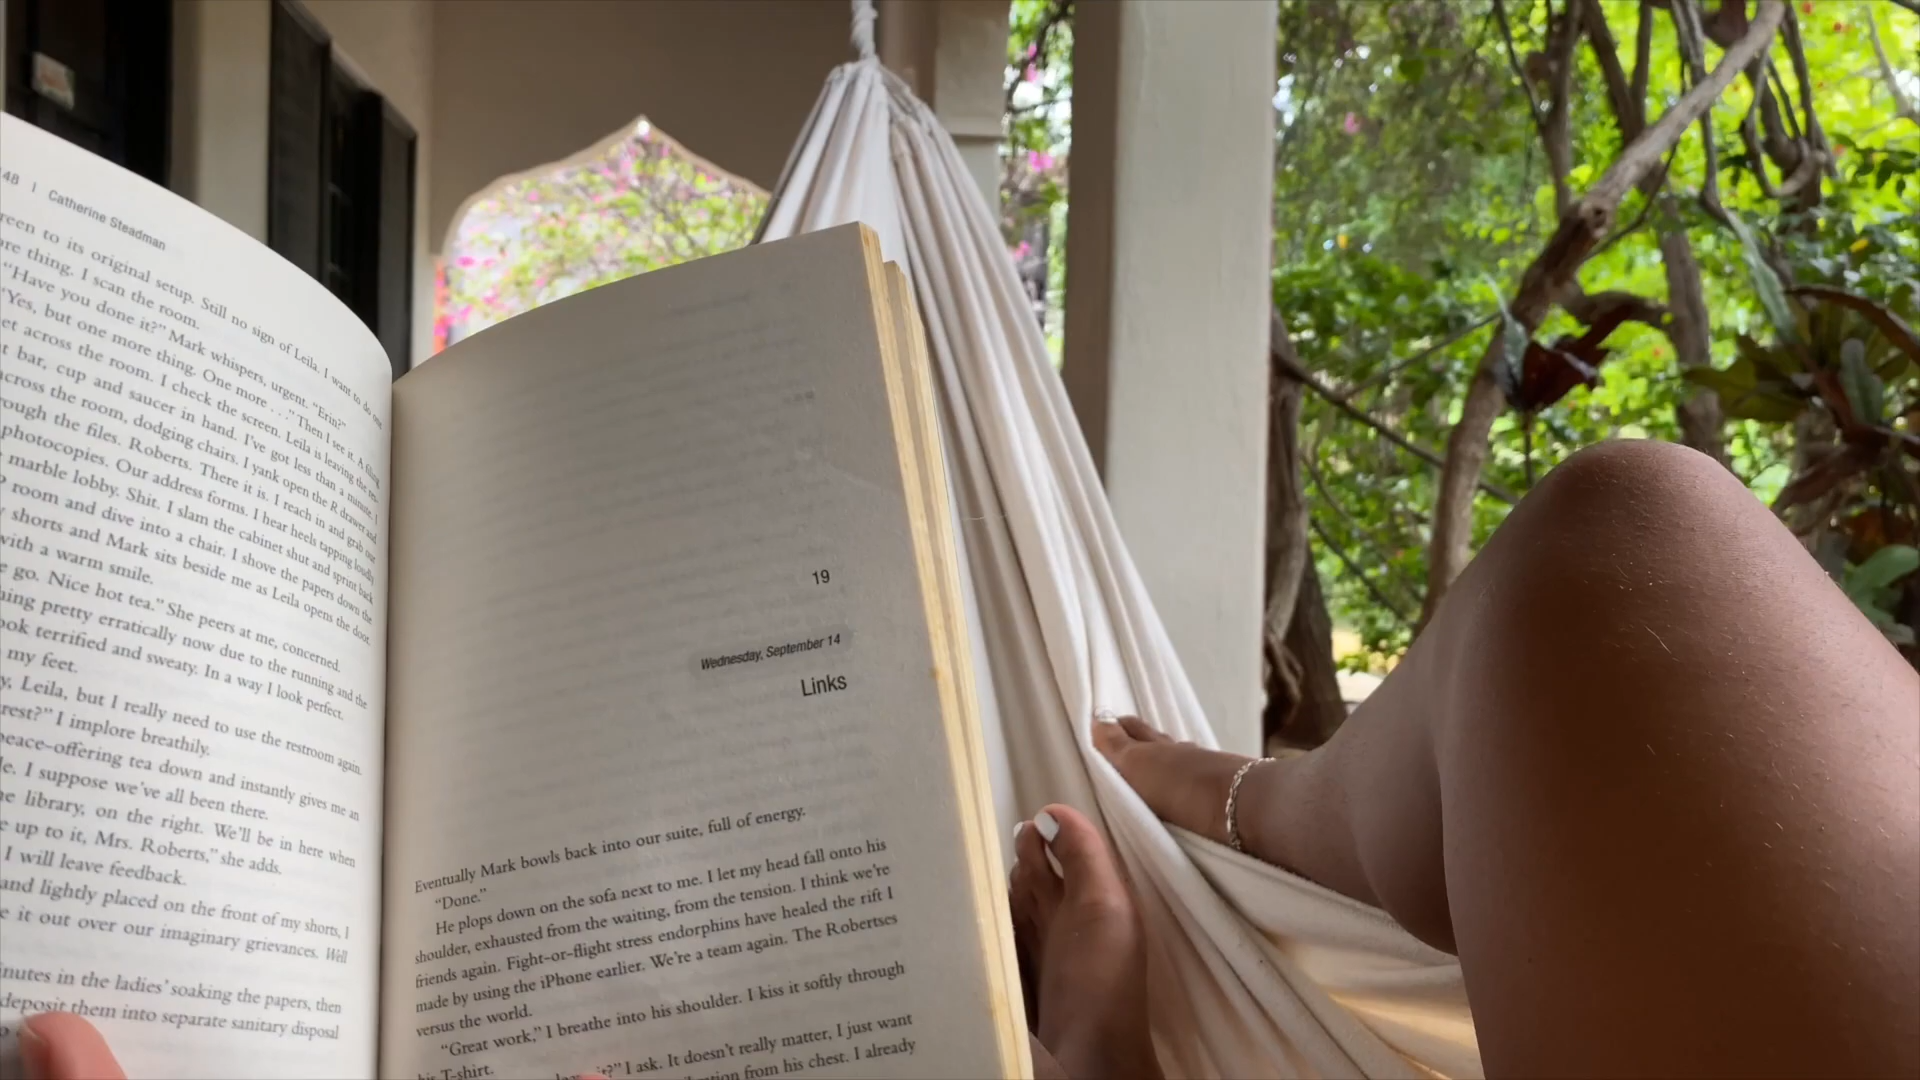 48 | Catherine Steadman
reen to its original setup. Still no sign of Leila. I want to do one
ore thing. I scan the room.
"Have you done it?" Mark whispers, urgent. "Erin?"
"Yes, but one more thing. One more . . ." Then I see it. A filing
et across the room. I check the screen. Leila is leaving the
t bar, cup and saucer in hand. I've got less than a minute. I
across the room, dodging chairs. I yank open the R drawer and
rough the files. Roberts. There it is. I reach in and grab our
photocopies. Our address forms. I hear heels tapping loudly
marble lobby. Shit. I slam the cabinet shut and sprint back
P room and dive into a chair. I shove the papers down the
y shorts and Mark sits beside me as Leila opens the door.
with a warm smile.
e go. Nice hot tea." She peers at me, concerned.
hing pretty erratically now due to the running and the
ook terrified and sweaty. In a way I look perfect.
my feet.
y, Leila, but I really need to use the restroom again.
rest?" I implore breathily.
peace-offering tea down and instantly gives me an
le. I suppose we've all been there.
he library, on the right. We'll be in here when
e up to it, Mrs. Roberts," she adds.
I will leave feedback.
and lightly placed on the front of my shorts, I
e it out over our imaginary grievances. Well
inutes in the ladies' soaking the papers, then
deposit them into separate sanitary disposal
19
Wednesday, September 14
Links
Eventually Mark bowls back into our suite, full of energy.
"Done."
He plops down on the sofa next to me. I let my head fall onto his
shoulder, exhausted from the waiting, from the tension. I think we're
friends again. Fight-or-flight stress endorphins have healed the rift I
made by using the iPhone earlier. We're a team again. The Robertses
versus the world.
"Great work," I breathe into his shoulder. I kiss it softly through
his T-shirt.
it?" I ask. It doesn't really matter, I just want
from his chest. I already